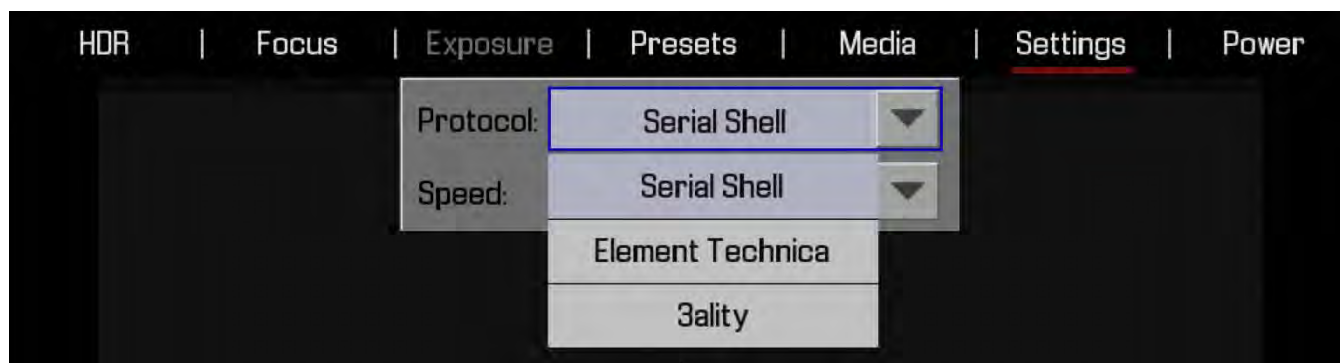 HDR | Focus | Exposure | Presets | Media | Settings | Power
Protocol: Serial Shell
Speed: Serial Shell
Element Technica
3ality